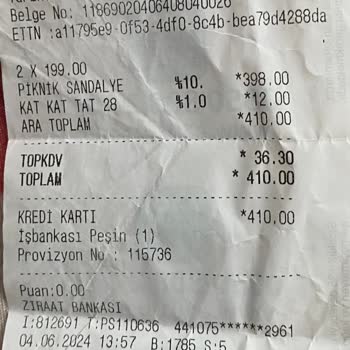 Belge No: 11869020406408040026
ETTN :a11795e9-0f53-4df0-8c4b-bea79d4288da
2 X 199.00
PİKNİK SANDALYE %10. *398.00
KAT KAT TAT 28 %1.0 *12.00
ARA TOPLAM *410.00
TOPKDV * 36.30
TOPLAM * 410.00
KREDİ KARTI *410.00
İşbankası Peşin (1)
Provizyon No : 115736
Puan:0.00
ZIRAAT BANKASI
I:812691 T:PS110636 441075******2961
04.06.2024 13:57 B:1785 S:5